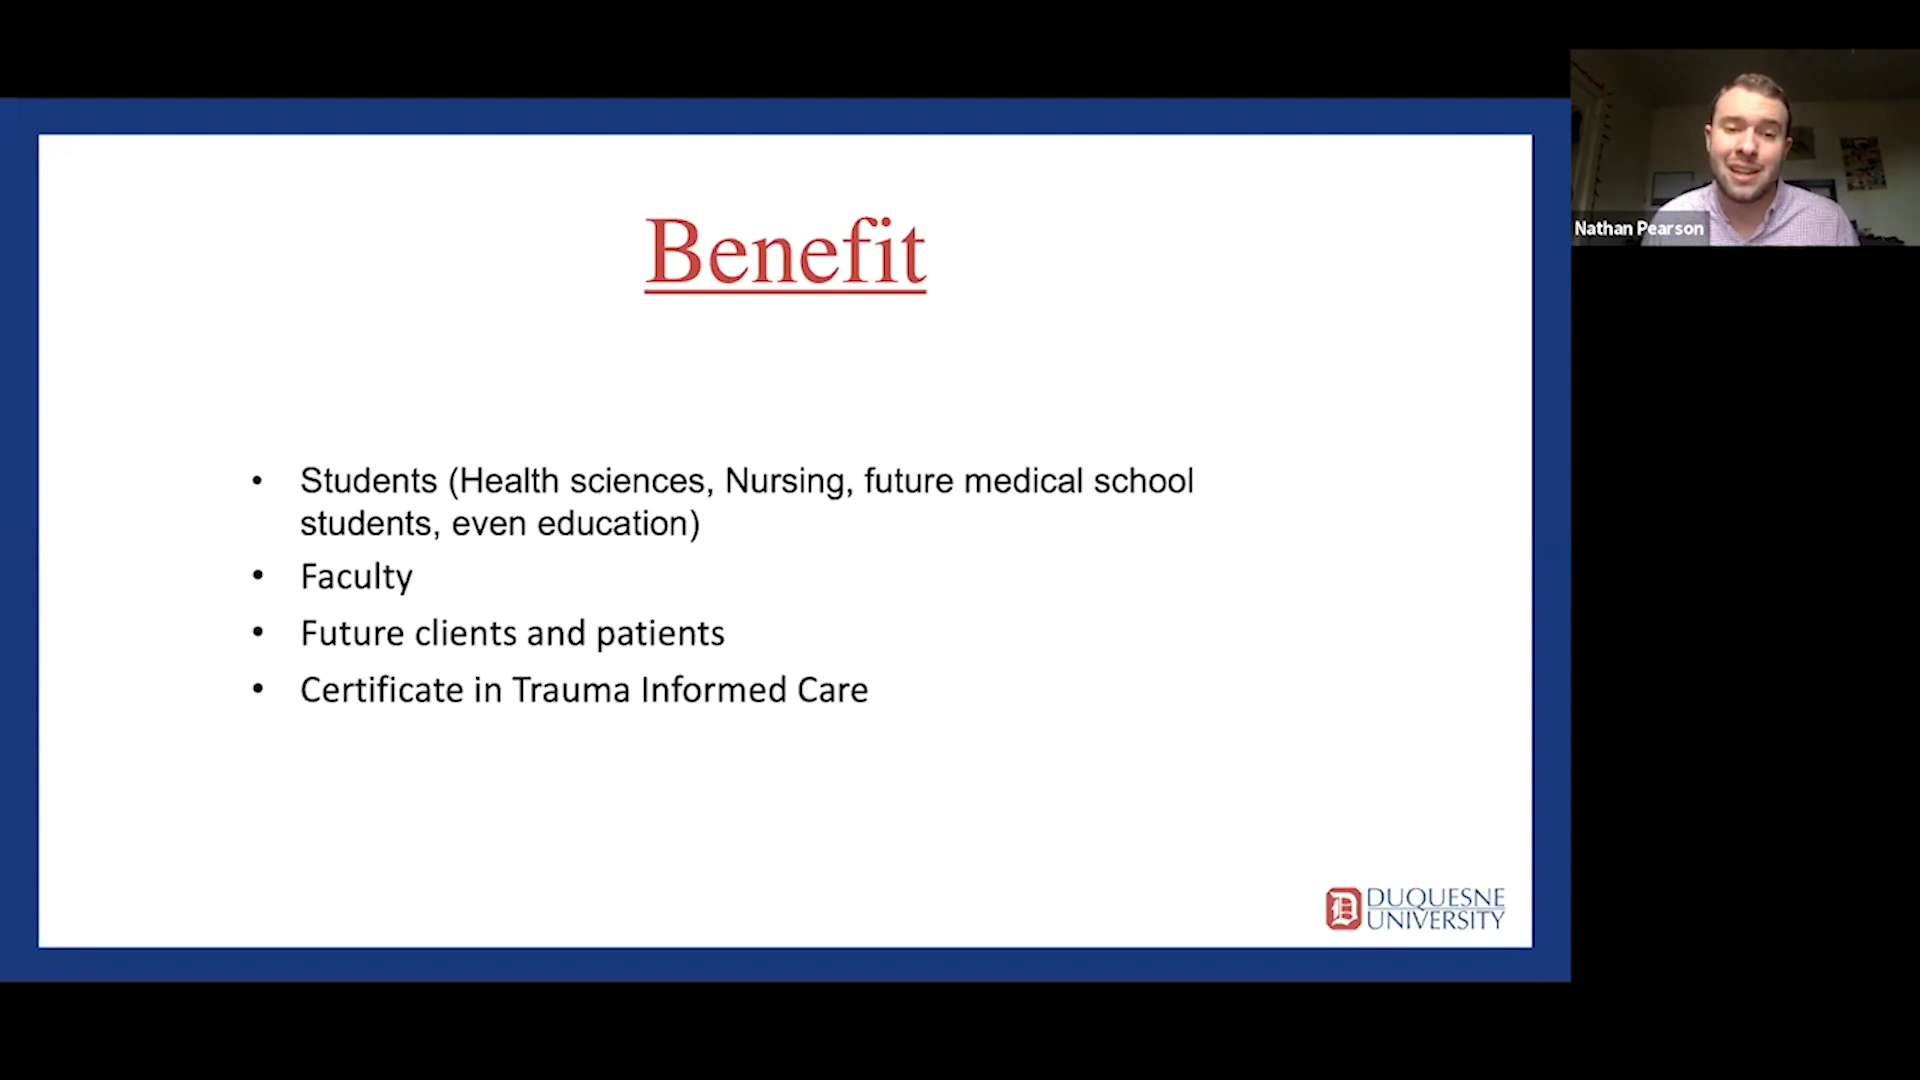 Benefit
• Students (Health sciences, Nursing, future medical school
students, even education)
• Faculty
• Future clients and patients
• Certificate in Trauma Informed Care
D DUQUESNE
UNIVERSITY
Nathan Pearson